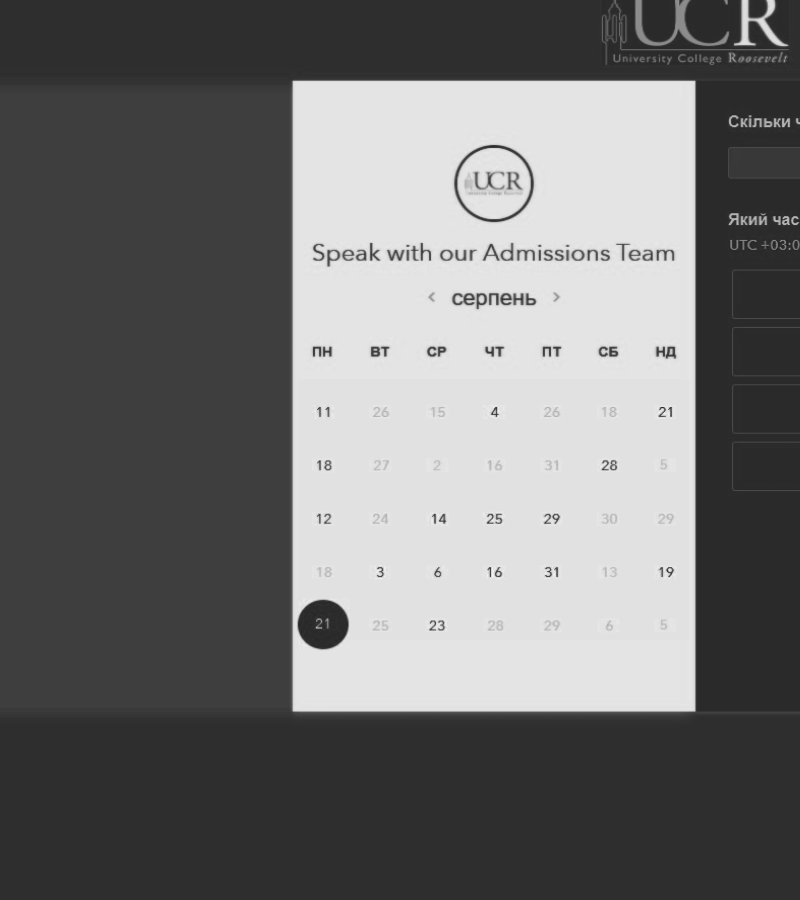 UCR
University College Roosevelt
UCR
Speak with our Admissions Team
‹ серпень ›
ПН ВТ СР ЧТ ПТ СБ НД
11 26 15 4 26 18 21
18 27 2 16 31 28 5
12 24 14 25 29 30 29
18 3 6 16 31 13 19
21 25 23 28 29 6 5
Скільки ч
Який час
UTC +03:0